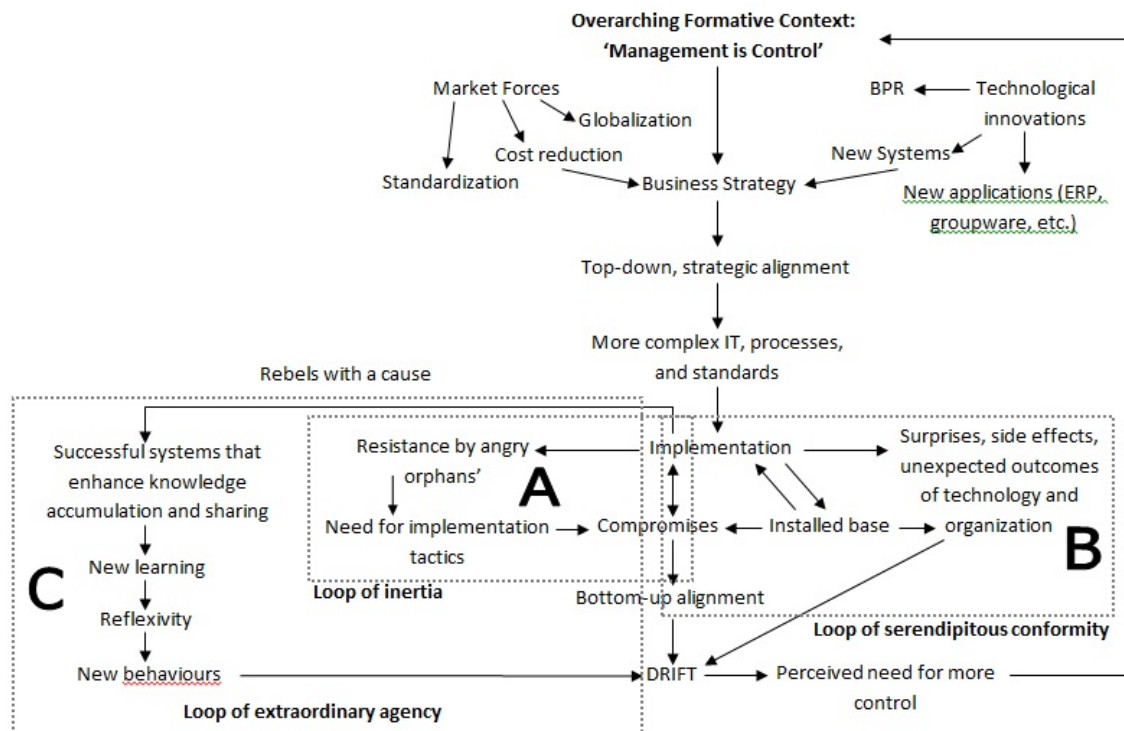 Overarching Formative Context:
‘Management is Control’
Market Forces
BPR
Technological
innovations
Globalization
Cost reduction
New Systems
Standardization
Business Strategy
New applications (ERP,
groupware, etc.)
Top-down, strategic alignment
More complex IT, processes,
and standards
Rebels with a cause
Successful systems that
enhance knowledge
accumulation and sharing
New learning
Reflexivity
New behaviours
C
Loop of extraordinary agency
Resistance by angry
orphans’
A
Need for implementation
tactics
Loop of inertia
Implementation
Compromises
Installed base
Surprises, side effects,
unexpected outcomes
of technology and
organization
B
Bottom-up alignment
Loop of serendipitous conformity
DRIFT
Perceived need for more
control